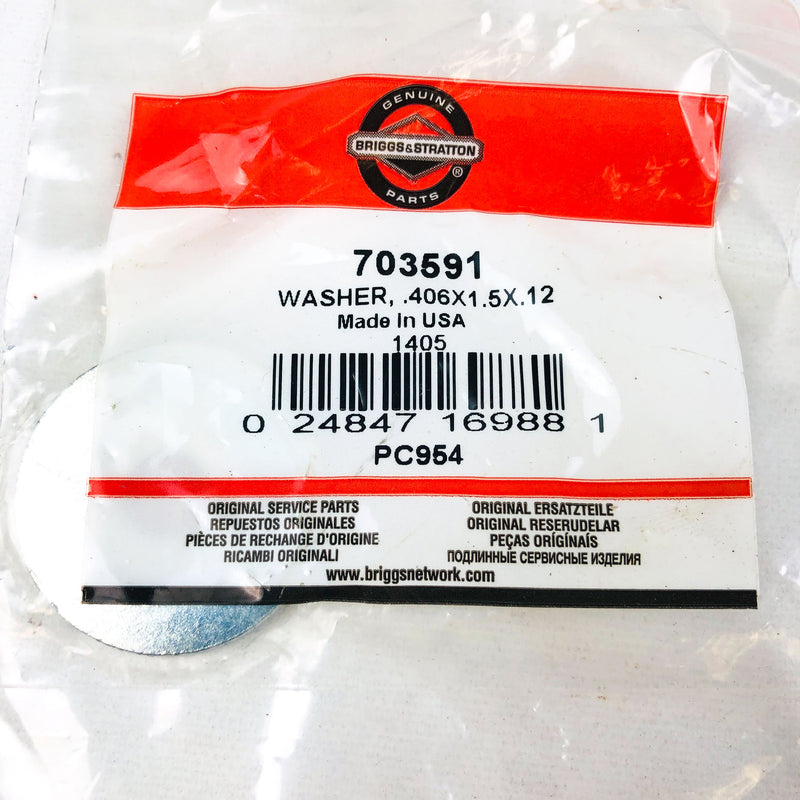 GENUINE
BRIGGS&STRATTON
®
PARTS
703591
WASHER, .406X1.5X.12
Made In USA
1405
0 24847 16988 1
PC954
ORIGINAL SERVICE PARTS
REPUESTOS ORIGINALES
PIÈCES DE RECHANGE D'ORIGINE
RICAMBI ORIGINALI
ORIGINAL ERSATZTEILE
ORIGINAL RESERUDELAR
PEÇAS ORÍGÍNAÍS
ПОДЛИННЫЕ СЕРВИСНЫЕ ИЗДЕЛИЯ
www.briggsnetwork.com